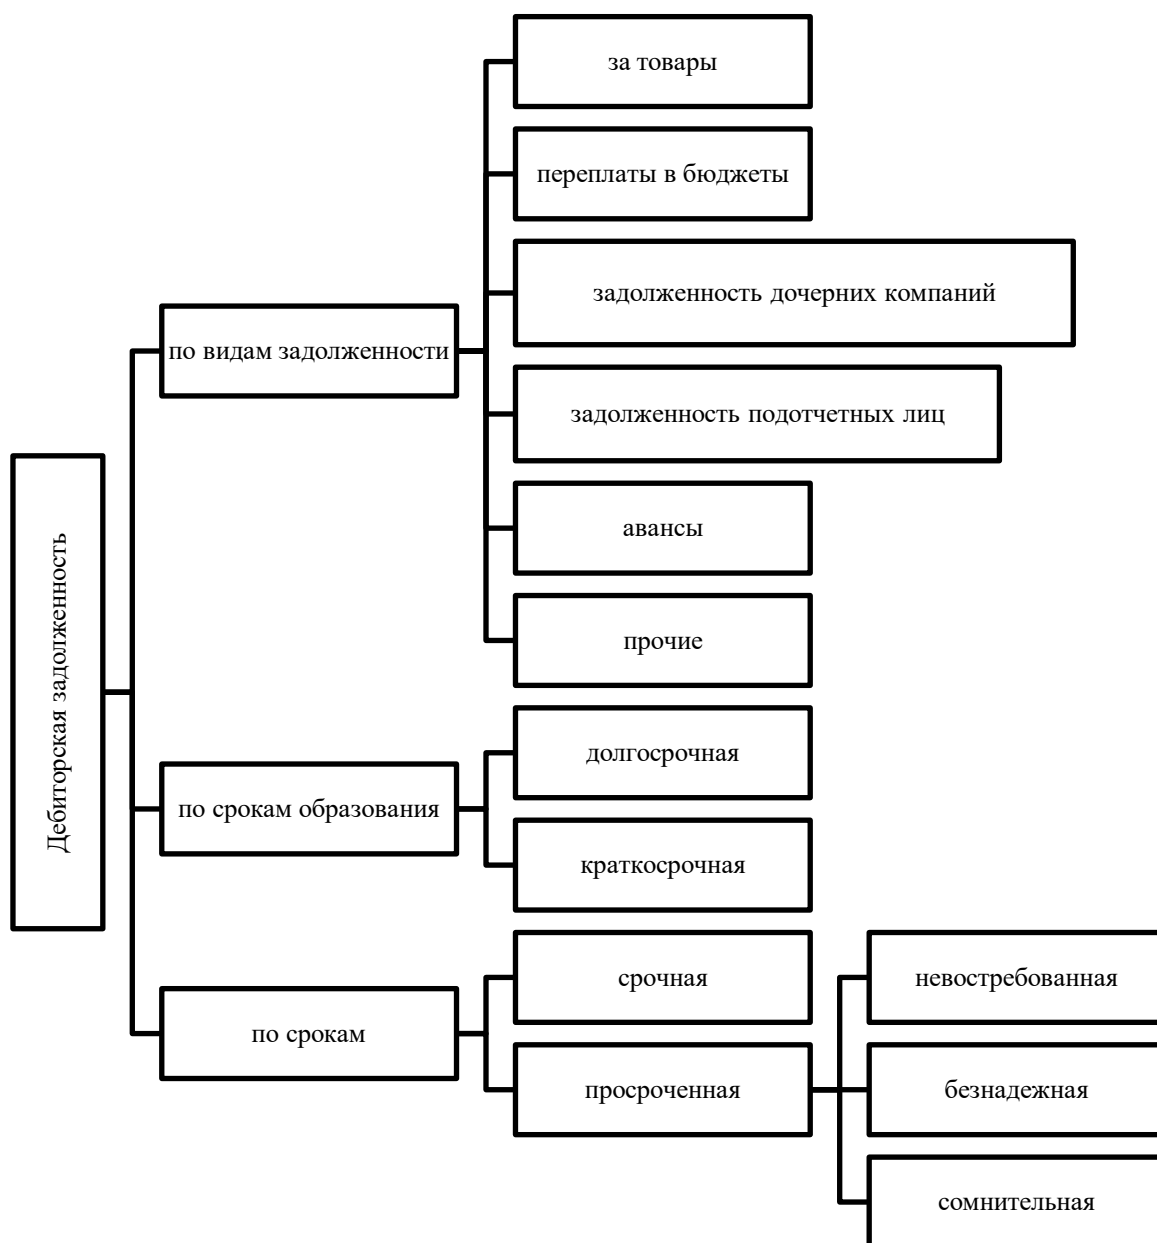 Дебиторская задолженность
по видам задолженности
за товары
переплаты в бюджеты
задолженность дочерних компаний
задолженность подотчетных лиц
авансы
прочие
по срокам образования
долгосрочная
краткосрочная
по срокам
срочная
просроченная
невостребованная
безнадежная
сомнительная